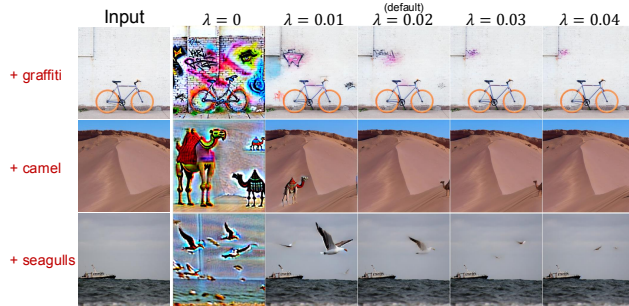 (default)
Input λ = 0 λ = 0.01 λ = 0.02 λ = 0.03 λ = 0.04
+ graffiti
+ camel
+ seagulls